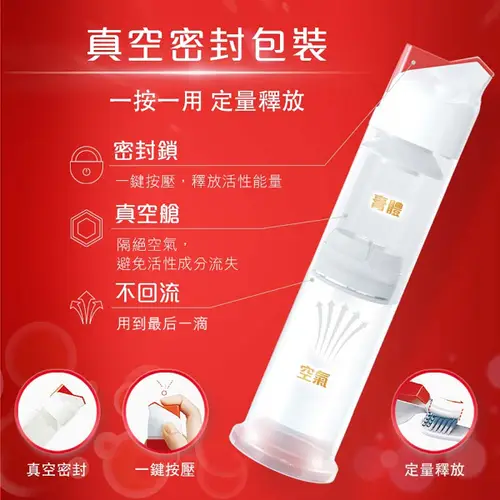 真空密封包裝
一按一用 定量釋放
密封鎖
一鍵按壓，釋放活性能量
真空艙
隔絕空氣，
避免活性成分流失
不回流
用到最后一滴
膏體
空氣
真空密封
一鍵按壓
定量釋放